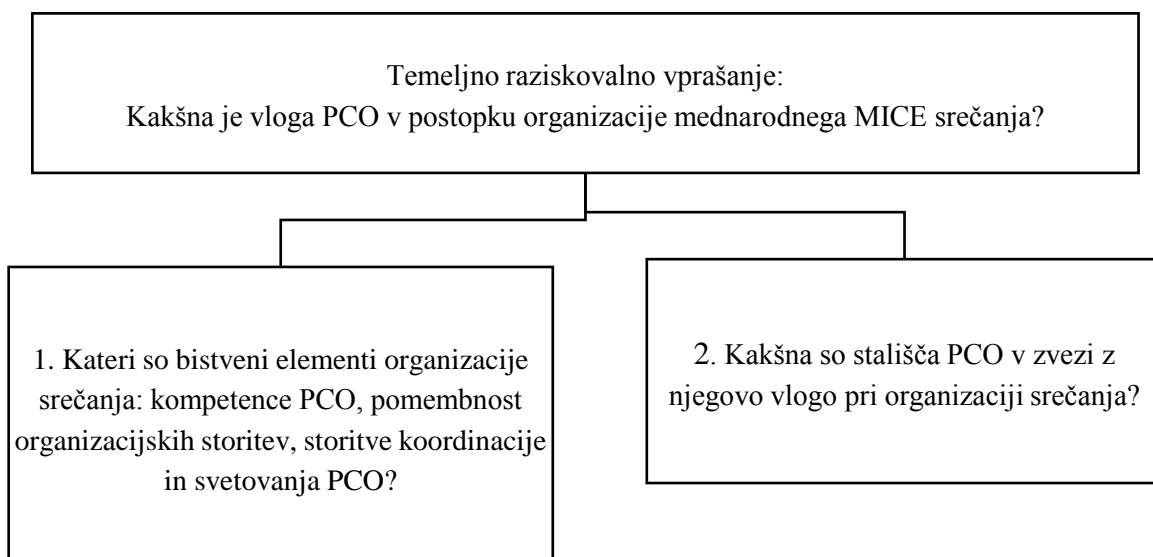 Temeljno raziskovalno vprašanje:
Kakšna je vloga PCO v postopku organizacije mednarodnega MICE srečanja?
1. Kateri so bistveni elementi organizacije
srečanja: kompetence PCO, pomembnost
organizacijskih storitev, storitve koordinacije
in svetovanja PCO?
2. Kakšna so stališča PCO v zvezi z
njegovo vlogo pri organizaciji srečanja?